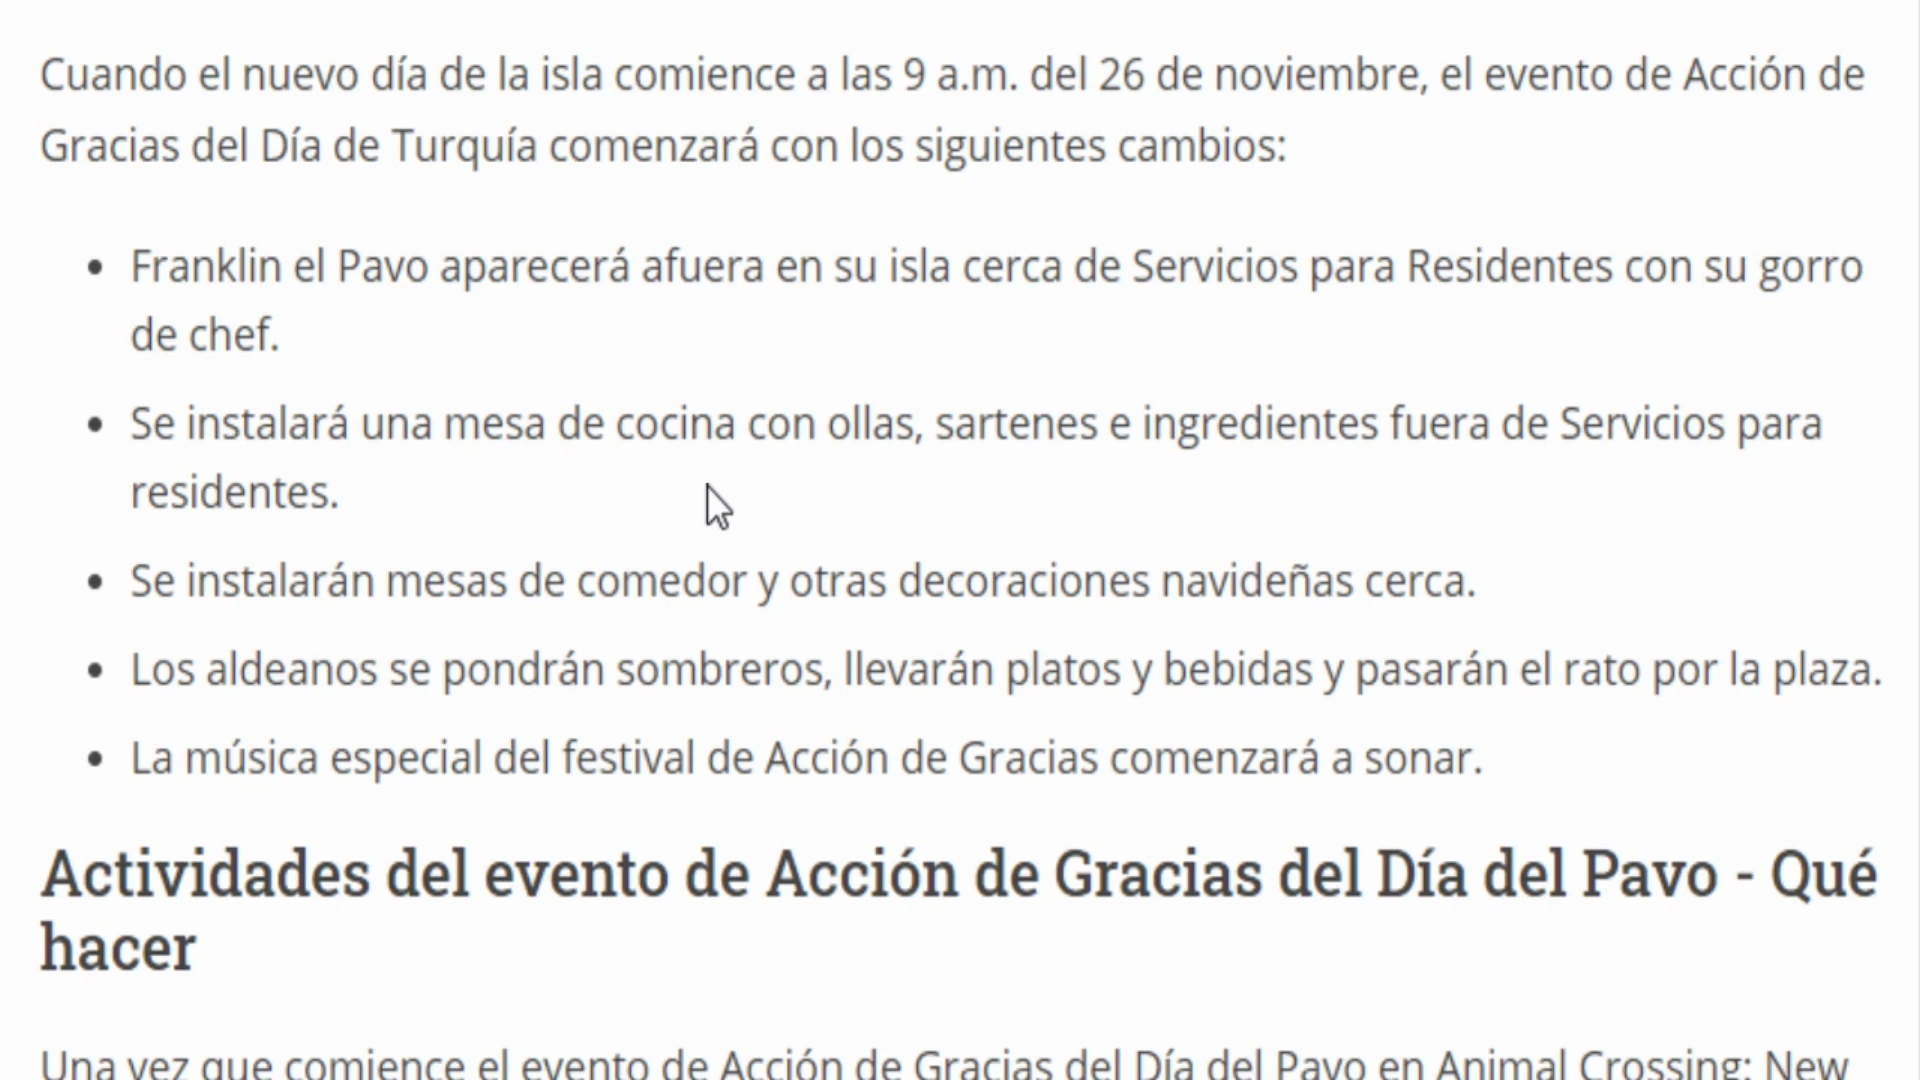 Cuando el nuevo día de la isla comience a las 9 a.m. del 26 de noviembre, el evento de Acción de
Gracias del Día de Turquía comenzará con los siguientes cambios:
• Franklin el Pavo aparecerá afuera en su isla cerca de Servicios para Residentes con su gorro
de chef.
• Se instalará una mesa de cocina con ollas, sartenes e ingredientes fuera de Servicios para
residentes.
• Se instalarán mesas de comedor y otras decoraciones navideñas cerca.
• Los aldeanos se pondrán sombreros, llevarán platos y bebidas y pasarán el rato por la plaza.
• La música especial del festival de Acción de Gracias comenzará a sonar.
Actividades del evento de Acción de Gracias del Día del Pavo - Qué
hacer
Una vez que comience el evento de Acción de Gracias del Día del Pavo en Animal Crossing: New